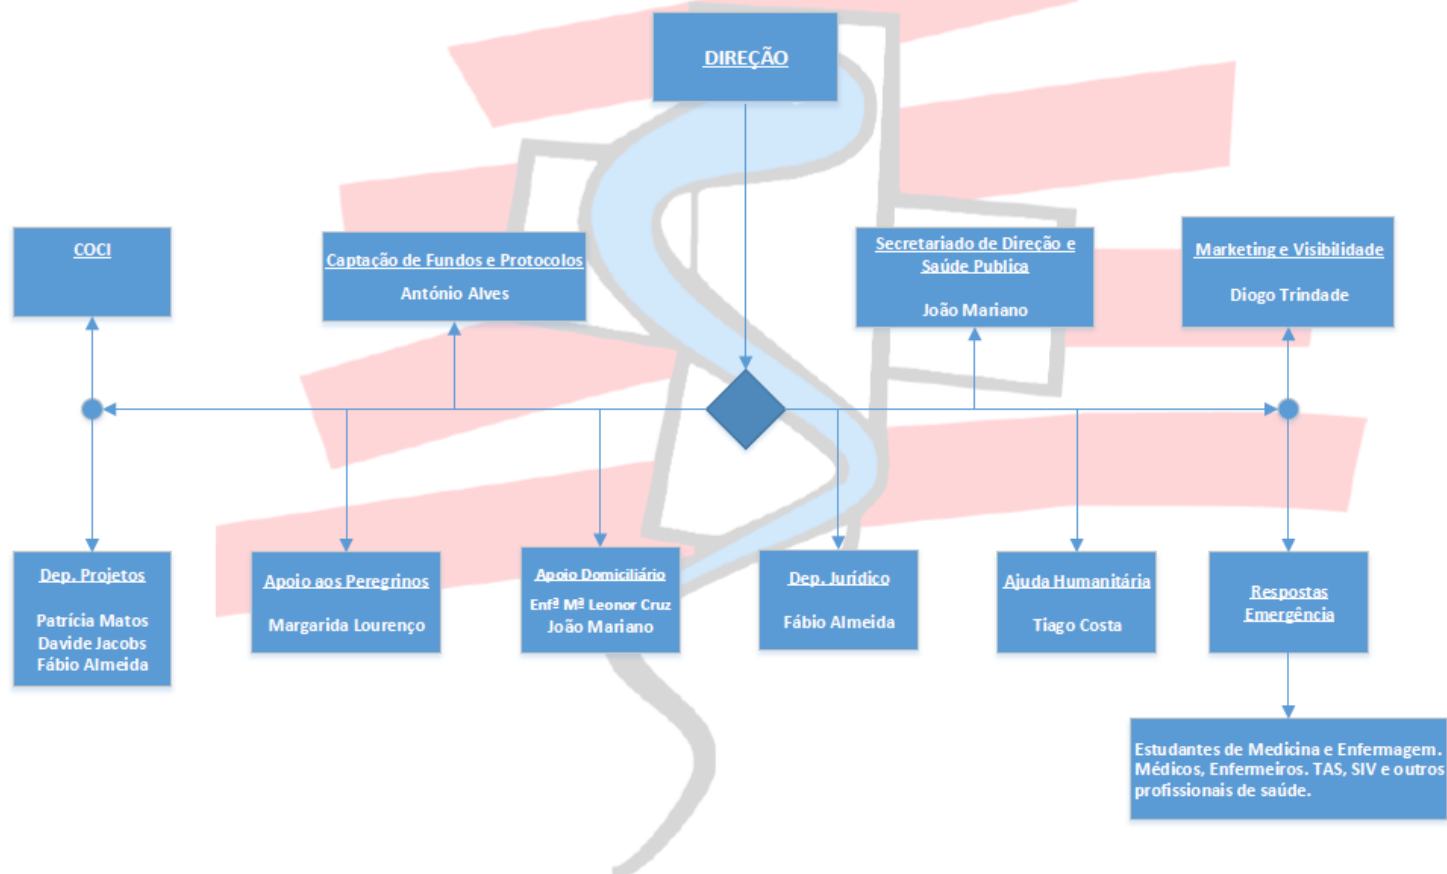 DIREÇÃO
COCI
Captação de Fundos e Protocolos
António Alves
Secretariado de Direção e
Saúde Publica
João Mariano
Marketing e Visibilidade
Diogo Trindade
Dep. Projetos
Patrícia Matos
Davide Jacobs
Fábio Almeida
Apoio aos Peregrinos
Margarida Lourenço
Apoio Domiciliário
Enfª Mª Leonor Cruz
João Mariano
Dep. Jurídico
Fábio Almeida
Ajuda Humanitária
Tiago Costa
Respostas
Emergência
Estudantes de Medicina e Enfermagem.
Médicos, Enfermeiros. TAS, SIV e outros
profissionais de saúde.